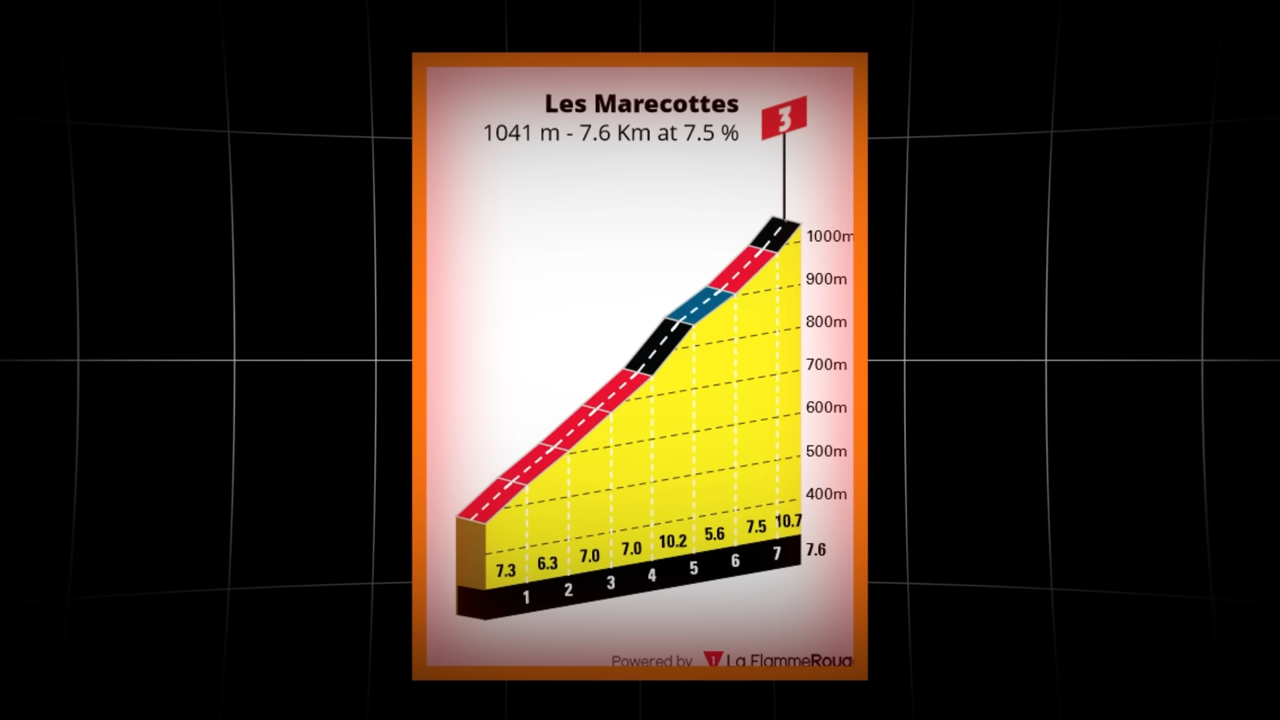 Les Marecottes
3
1041 m - 7.6 Km at 7.5 %
1000m
900m
800m
700m
600m
500m
400m
7.3 6.3 7.0 7.0 10.2 5.6 7.5 10.7
1 2 3 4 5 6 7 7.6
Powered by La FlammeRoug